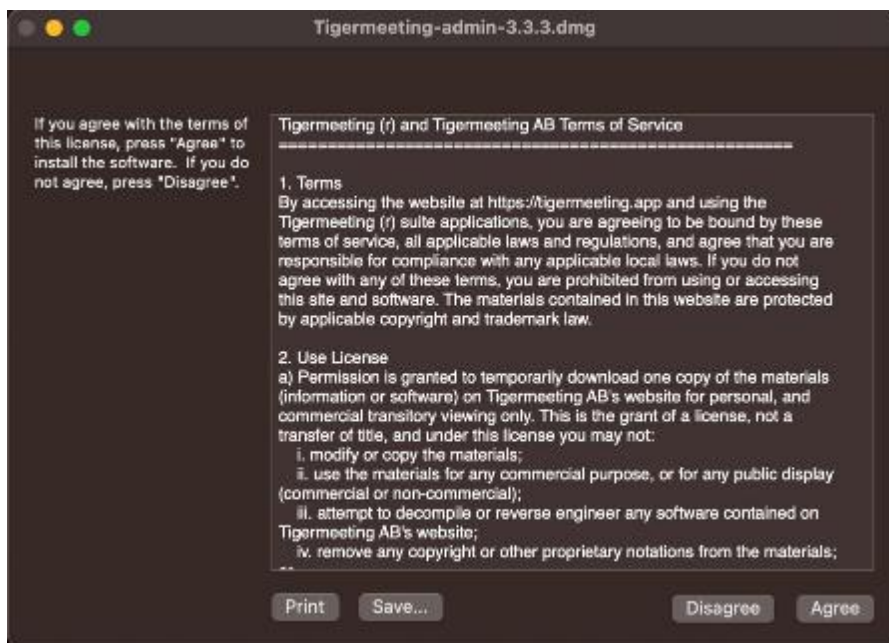 Tigermeeting-admin-3.3.3.dmg
If you agree with the terms of
this license, press "Agree" to
install the software.  If you do
not agree, press "Disagree".
Tigermeeting (r) and Tigermeeting AB Terms of Service
=====================================================
1. Terms
By accessing the website at https://tigermeeting.app and using the
Tigermeeting (r) suite applications, you are agreeing to be bound by these
terms of service, all applicable laws and regulations, and agree that you are
responsible for compliance with any applicable local laws. If you do not
agree with any of these terms, you are prohibited from using or accessing
this site and software. The materials contained in this website are protected
by applicable copyright and trademark law.
2. Use License
a) Permission is granted to temporarily download one copy of the materials
(information or software) on Tigermeeting AB's website for personal, and
commercial transitory viewing only. This is the grant of a license, not a
transfer of title, and under this license you may not:
i. modify or copy the materials;
ii. use the materials for any commercial purpose, or for any public display
(commercial or non-commercial);
iii. attempt to decompile or reverse engineer any software contained on
Tigermeeting AB's website;
iv. remove any copyright or other proprietary notations from the materials;
Print
Save...
Disagree
Agree